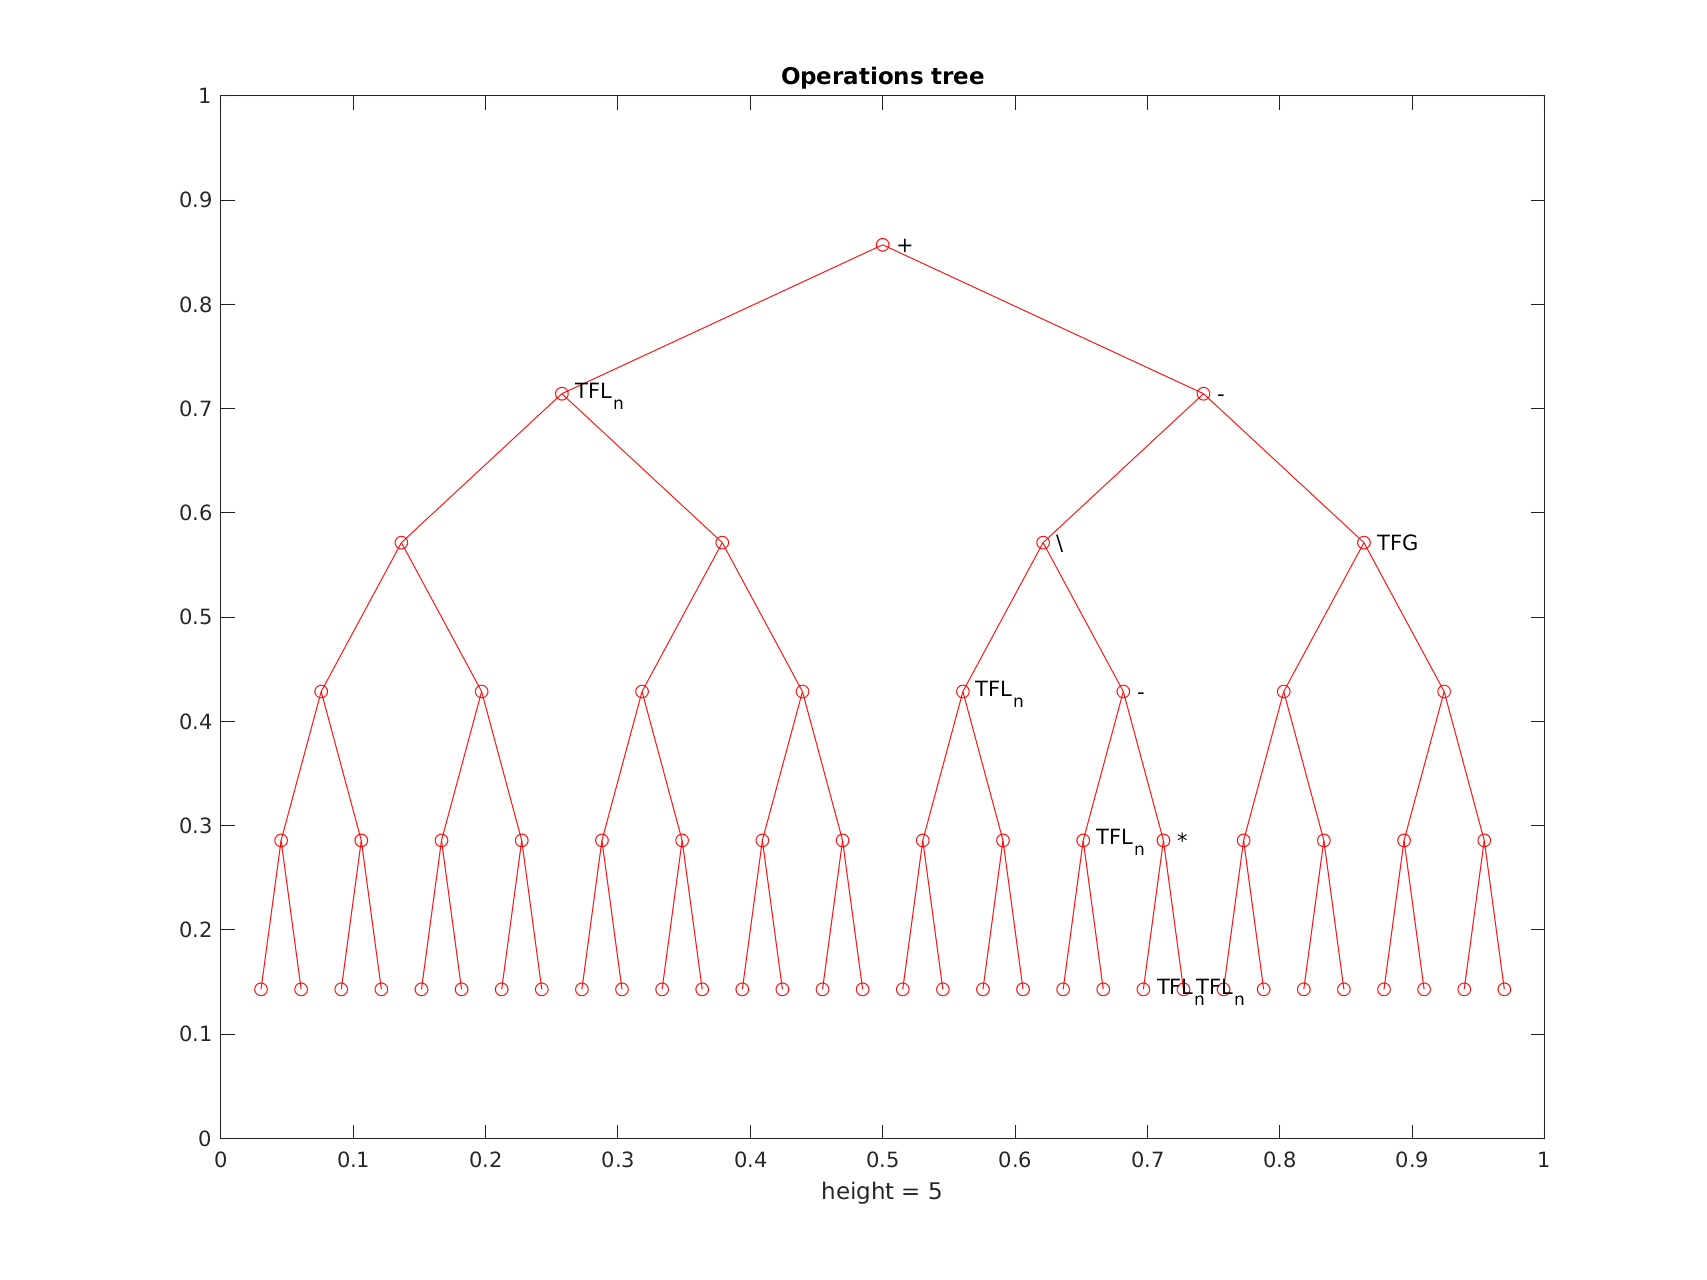 Operations tree
1
0.9
+
0.8
TFLn -
0.7
0.6
\ TFG
0.5
TFLn -
0.4
0.3
TFLn *
0.2
TFLn TFLn
0.1
0
0 0.1 0.2 0.3 0.4 0.5 0.6 0.7 0.8 0.9 1
height = 5